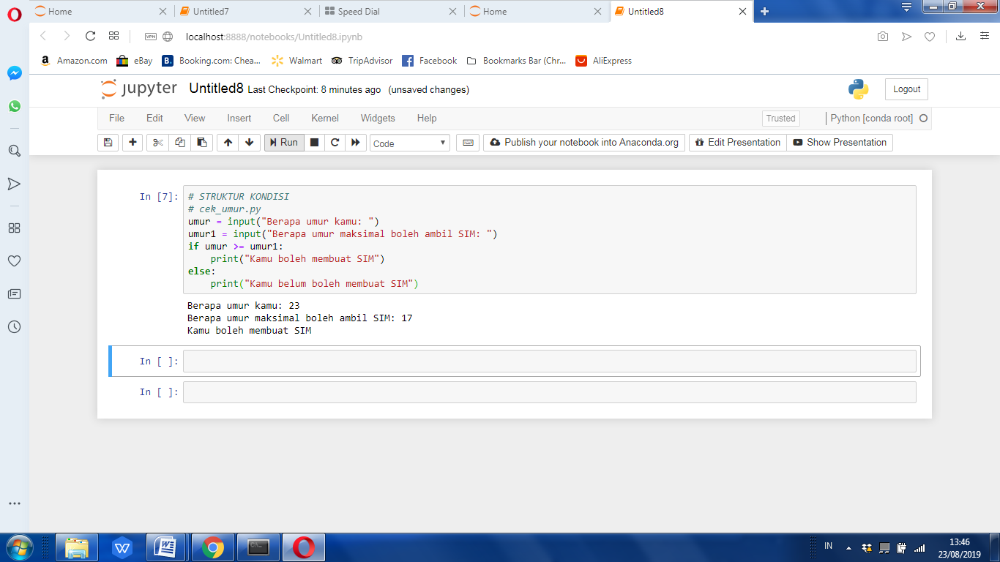 Home
Untitled7
Speed Dial
Home
Untitled8
VPN
localhost:8888/notebooks/Untitled8.ipynb
Amazon.com
eBay
B. Booking.com: Chea...
Walmart
TripAdvisor
Facebook
Bookmarks Bar (Chr...
AliExpress
jupyter Untitled8 Last Checkpoint: 8 minutes ago (unsaved changes)
Logout
File Edit View Insert Cell Kernel Widgets Help
Trusted
Python [conda root]
Run
Code
Publish your notebook into Anaconda.org
Edit Presentation
Show Presentation
In [7]:
# STRUKTUR KONDISI
# cek_umur.py
umur = input("Berapa umur kamu: ")
umur1 = input("Berapa umur maksimal boleh ambil SIM: ")
if umur >= umur1:
    print("Kamu boleh membuat SIM")
else:
    print("Kamu belum boleh membuat SIM")
Berapa umur kamu: 23
Berapa umur maksimal boleh ambil SIM: 17
Kamu boleh membuat SIM
In [ ]:
In [ ]:
IN
13:46
23/08/2019